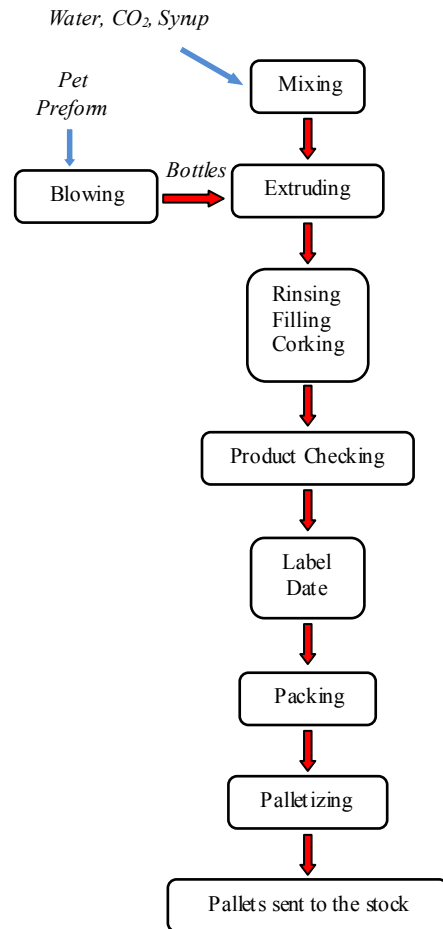 Water, CO₂, Syrup
Mixing
Pet
Preform
Bottles
Blowing
Extruding
Rinsing
Filling
Corking
Product Checking
Label
Date
Packing
Palletizing
Pallets sent to the stock